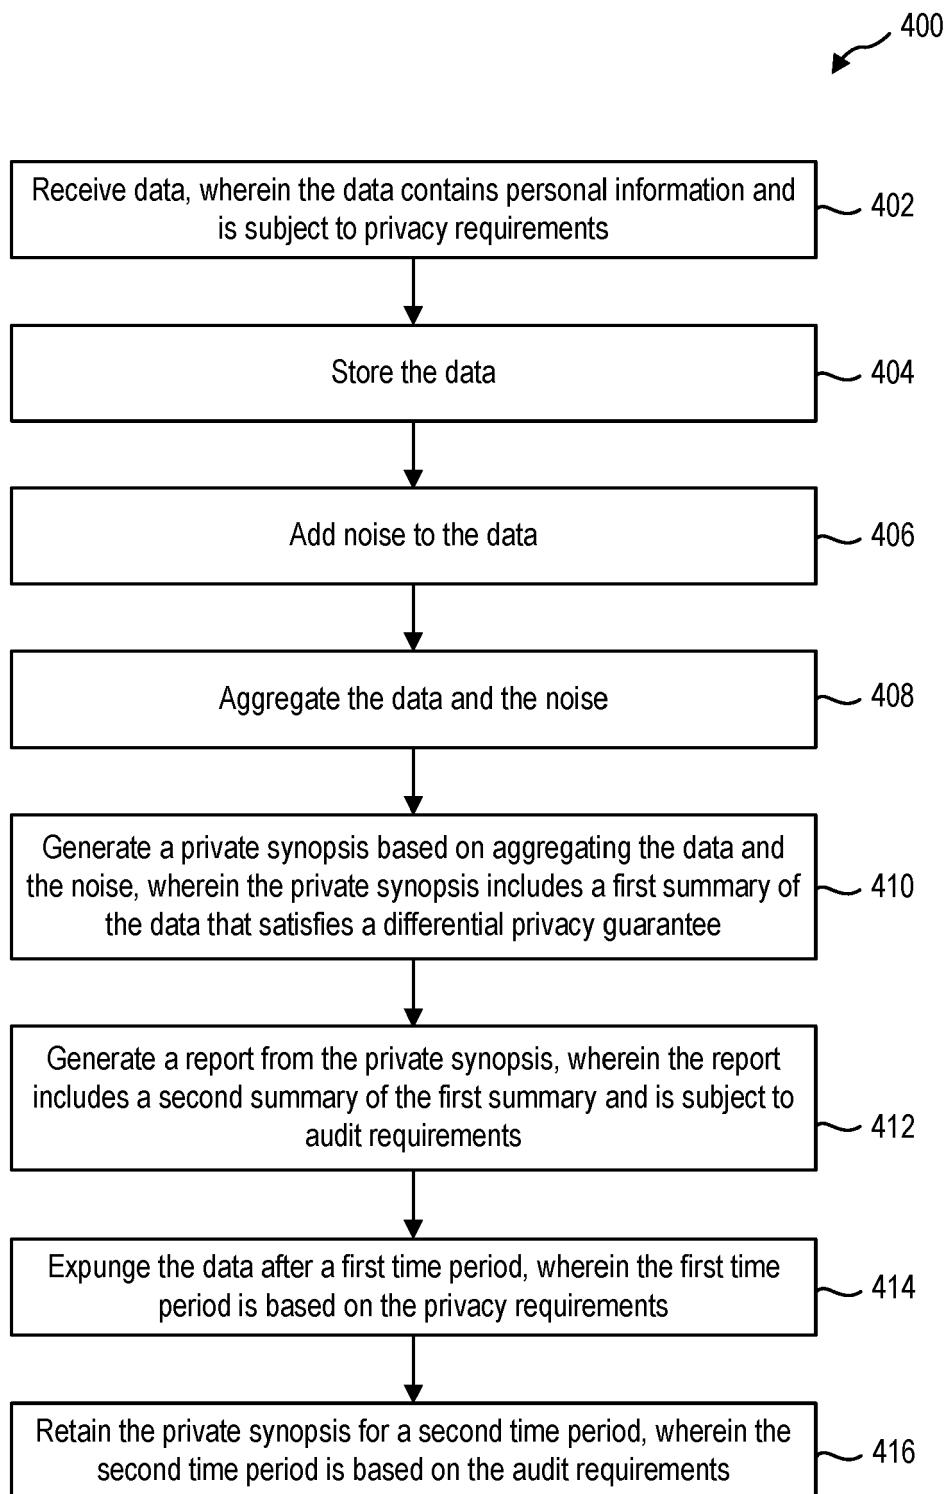 400
Receive data, wherein the data contains personal information and
is subject to privacy requirements
402
Store the data
404
Add noise to the data
406
Aggregate the data and the noise
408
Generate a private synopsis based on aggregating the data and
the noise, wherein the private synopsis includes a first summary of
the data that satisfies a differential privacy guarantee
410
Generate a report from the private synopsis, wherein the report
includes a second summary of the first summary and is subject to
audit requirements
412
Expunge the data after a first time period, wherein the first time
period is based on the privacy requirements
414
Retain the private synopsis for a second time period, wherein the
second time period is based on the audit requirements
416